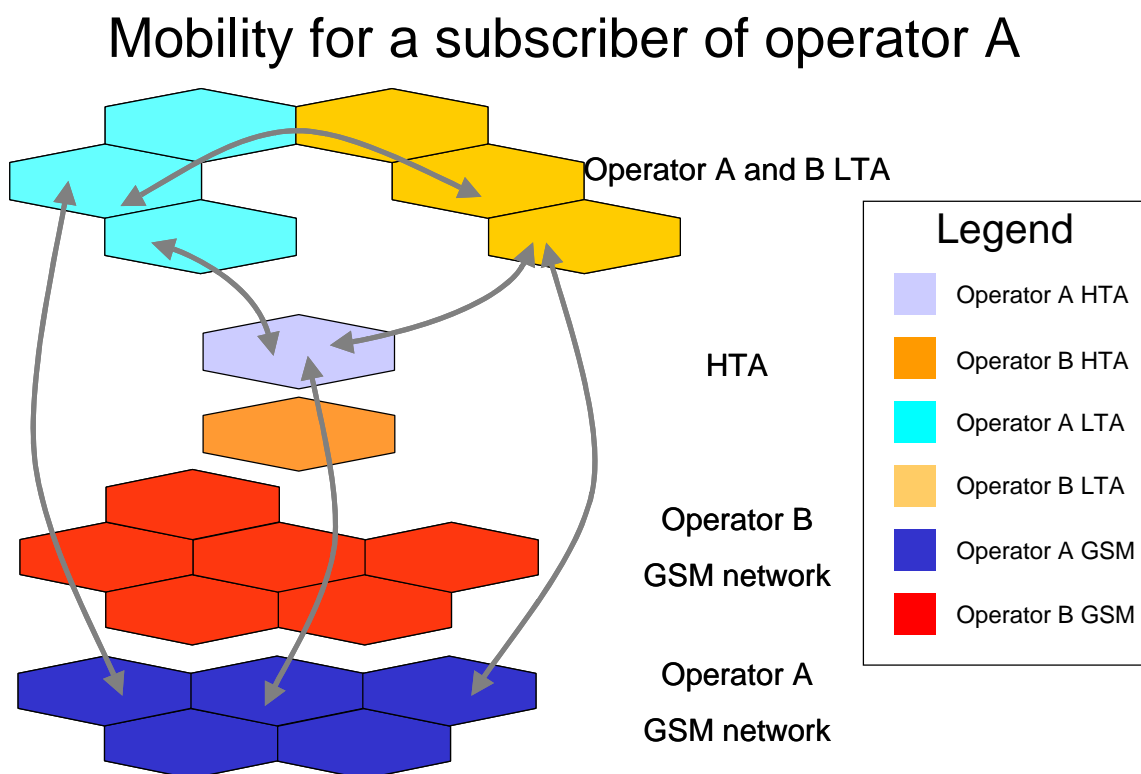 Mobility for a subscriber of operator A
Operator A and B LTA
HTA
Operator B
GSM network
Operator A
GSM network
Legend
Operator A HTA
Operator B HTA
Operator A LTA
Operator B LTA
Operator A GSM
Operator B GSM